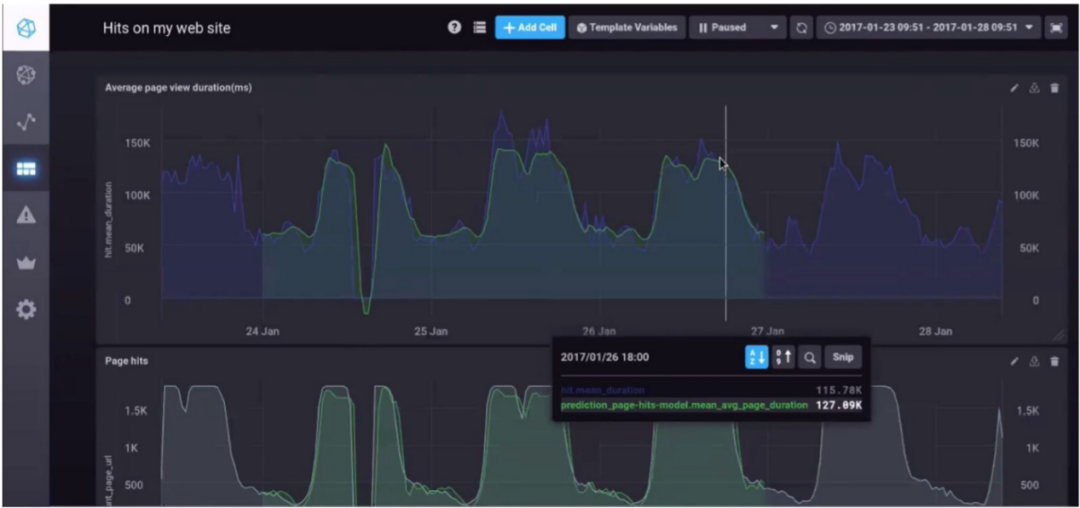 Hits on my web site
? + Add Cell Template Variables Paused 2017-01-23 09:51 - 2017-01-28 09:51
Average page view duration(ms)
150K 150K
100K 100K
50K 50K
0 0
hit.mean_duration
24 Jan 25 Jan 26 Jan 27 Jan 28 Jan
2017/01/26 18:00 A Z 0 9 Snip
hit.mean_duration 115.78K
prediction_page-hits-model.mean_avg_page_duration 127.09K
Page hits
1.5K 1.5K
1K 1K
500 500
nt_page_url